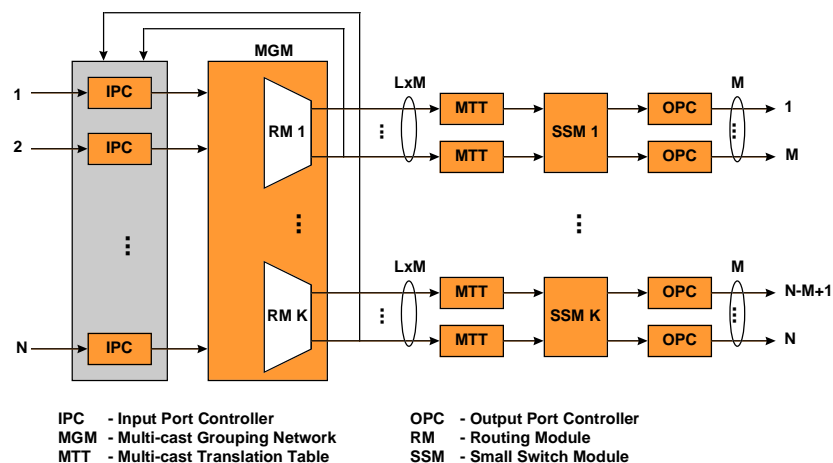 MGM
1 IPC LxM MTT OPC M 1
RM 1 SSM 1
2 IPC MTT OPC M
LxM M
MTT OPC N-M+1
RM K SSM K
N IPC MTT OPC N
IPC - Input Port Controller OPC - Output Port Controller
MGM - Multi-cast Grouping Network RM - Routing Module
MTT - Multi-cast Translation Table SSM - Small Switch Module